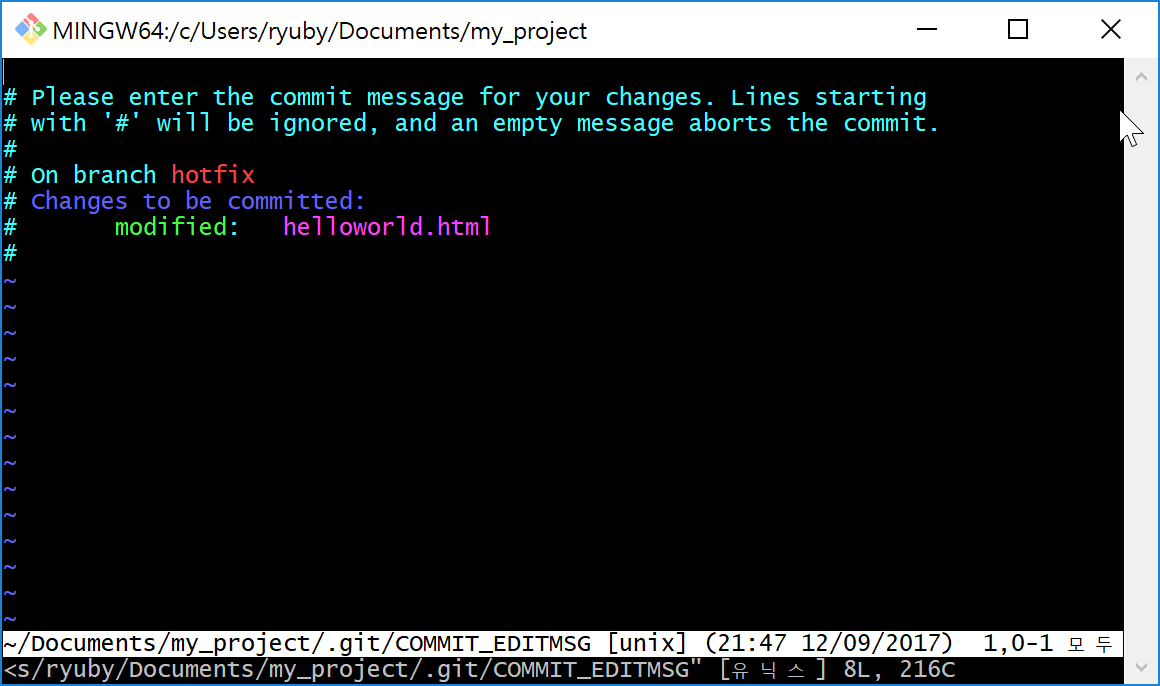 MINGW64:/c/Users/ryuby/Documents/my_project
# Please enter the commit message for your changes. Lines starting
# with '#' will be ignored, and an empty message aborts the commit.
#
# On branch hotfix
# Changes to be committed:
#       modified:   helloworld.html
#
~
~
~
~
~
~
~
~
~
~
~
~
~
~
~/Documents/my_project/.git/COMMIT_EDITMSG [unix] (21:47 12/09/2017)  1,0-1 모두
<s/ryuby/Documents/my_project/.git/COMMIT_EDITMSG" [유닉스] 8L, 216C